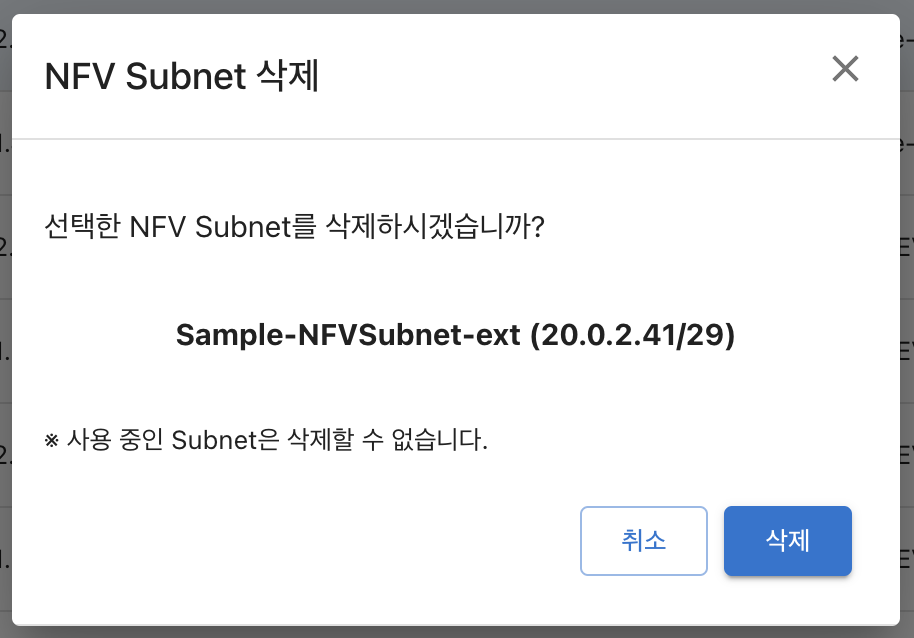 NFV Subnet 삭제
선택한 NFV Subnet를 삭제하시겠습니까?
Sample-NFVSubnet-ext (20.0.2.41/29)
※ 사용 중인 Subnet은 삭제할 수 없습니다.
취소 삭제